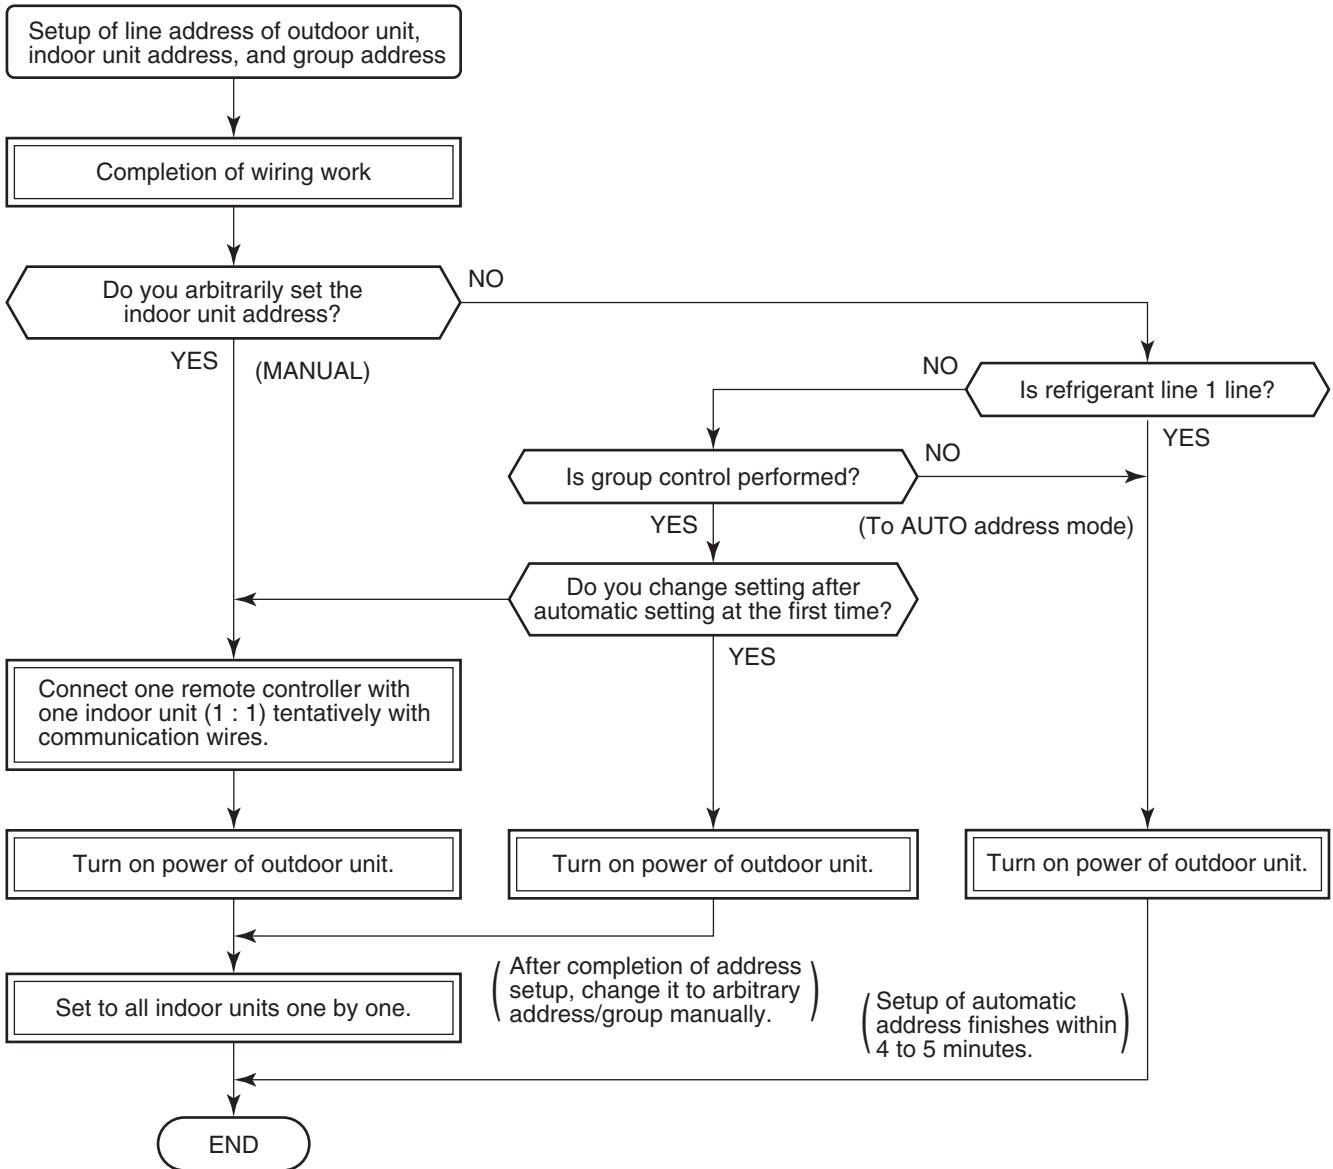 Setup of line address of outdoor unit,
indoor unit address, and group address
Completion of wiring work
Do you arbitrarily set the
indoor unit address?
NO
YES
(MANUAL)
NO
Is refrigerant line 1 line?
YES
Is group control performed?
NO
YES
(To AUTO address mode)
Do you change setting after
automatic setting at the first time?
YES
Connect one remote controller with
one indoor unit (1 : 1) tentatively with
communication wires.
Turn on power of outdoor unit.
Turn on power of outdoor unit.
Turn on power of outdoor unit.
(After completion of address
setup, change it to arbitrary
address/group manually.)
Set to all indoor units one by one.
(Setup of automatic
address finishes within
4 to 5 minutes.)
END